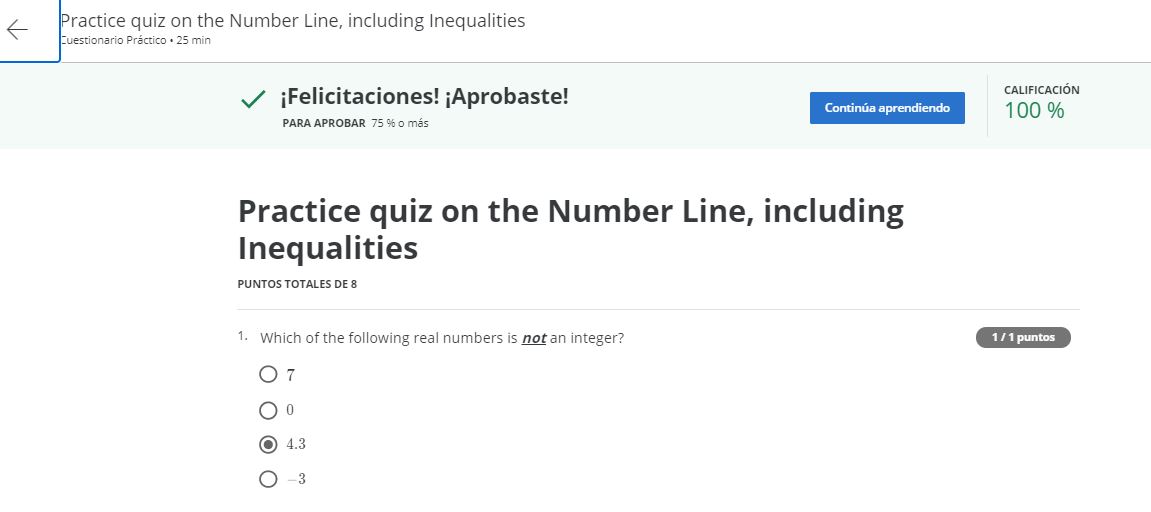 Practice quiz on the Number Line, including Inequalities
Cuestionario Práctico • 25 min
¡Felicitaciones! ¡Aprobaste!
PARA APROBAR 75 % o más
Continúa aprendiendo
CALIFICACIÓN
100 %
Practice quiz on the Number Line, including
Inequalities
PUNTOS TOTALES DE 8
1. Which of the following real numbers is not an integer?
1 / 1 puntos
7
0
4.3
−3